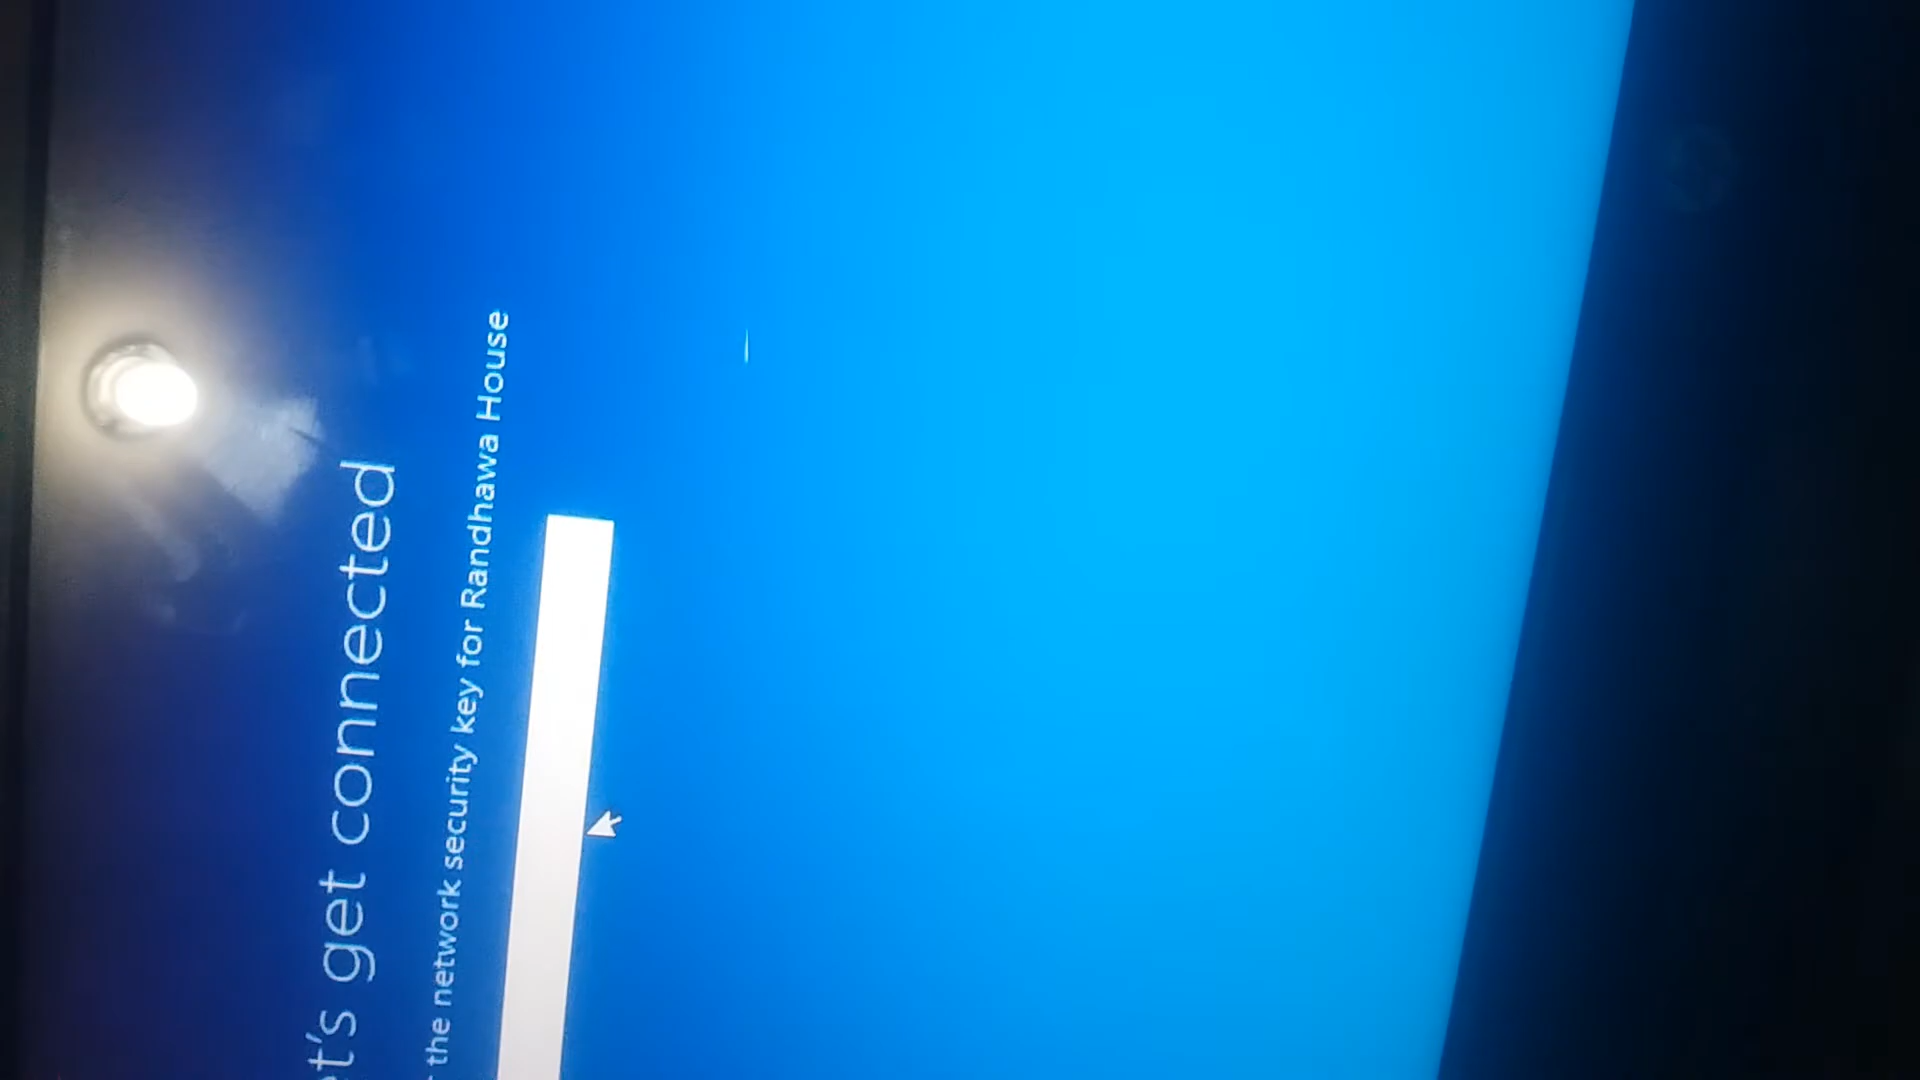 t's get connected
the network security key for Randhawa House